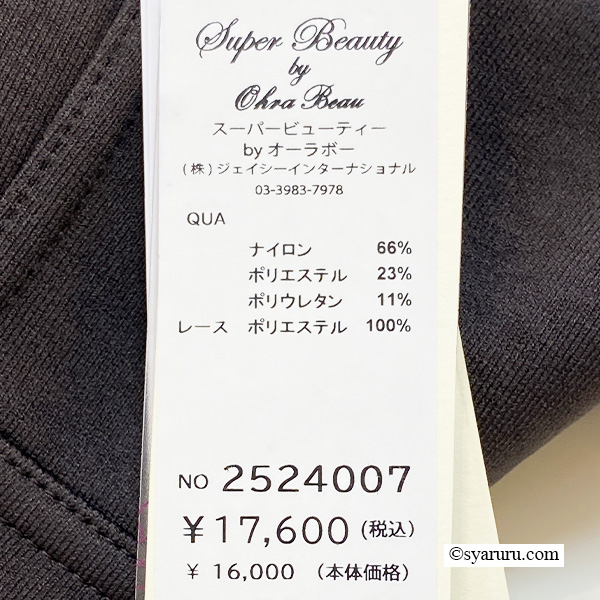 Super Beauty
by
Ohra Beau
スーパービューティー
by オーラボー
(株)ジェイシーインターナショナル
03-3983-7978
QUA
ナイロン 66%
ポリエステル 23%
ポリウレタン 11%
レース ポリエステル 100%
NO 2524007
¥17,600(税込)
¥ 16,000 (本体価格)
©syaruru.com